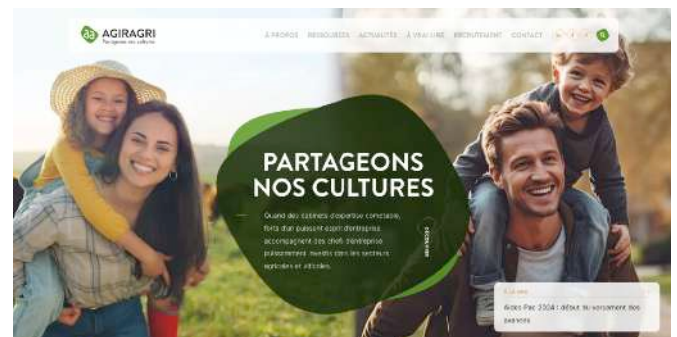 AGIRAGRI
Partageons nos cultures
À PROPOS RESSOURCES ACTUALITÉS À VRAI LIRE RECRUTEMENT CONTACT
PARTAGEONS
NOS CULTURES
Quand des cabinets d'expertise comptable,
forts d'un puissant esprit d'entreprise
accompagnent des chefs d'entreprise
puissamment investis dans les secteurs
agricoles et viticoles.
DÉCOUVRIR
Aides Pac 2024 : début du versement des
avances